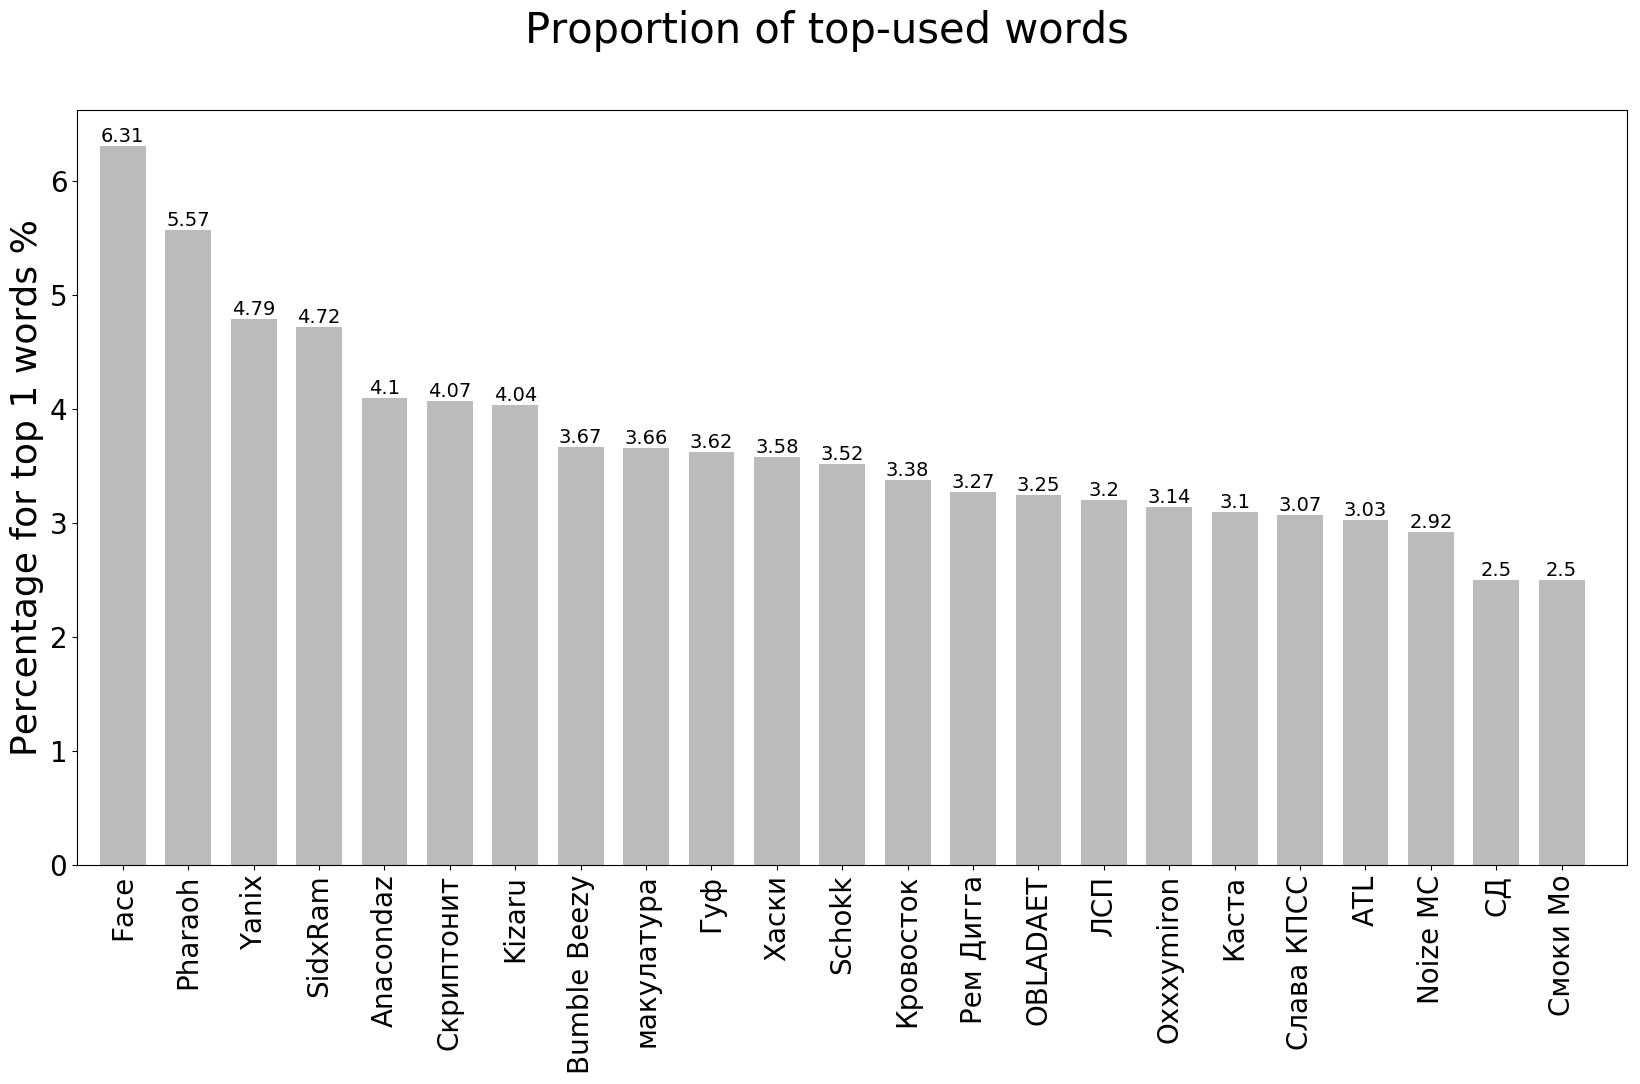 Proportion of top-used words
Percentage for top 1 words %
6
5
4
3
2
1
0
6.31
5.57
4.79
4.72
4.1
4.07
4.04
3.67
3.66
3.62
3.58
3.52
3.38
3.27
3.25
3.2
3.14
3.1
3.07
3.03
2.92
2.5
2.5
Face
Pharaoh
Yanix
SidxRam
Anacondaz
Скриптонит
Kizaru
Bumble Beezy
макулатура
Гуф
Хаски
Schokk
Кровосток
Рем Дигга
OBLADAET
ЛСП
Oxxxymiron
Каста
Слава КПСС
ATL
Noize MC
СД
Смоки Мо